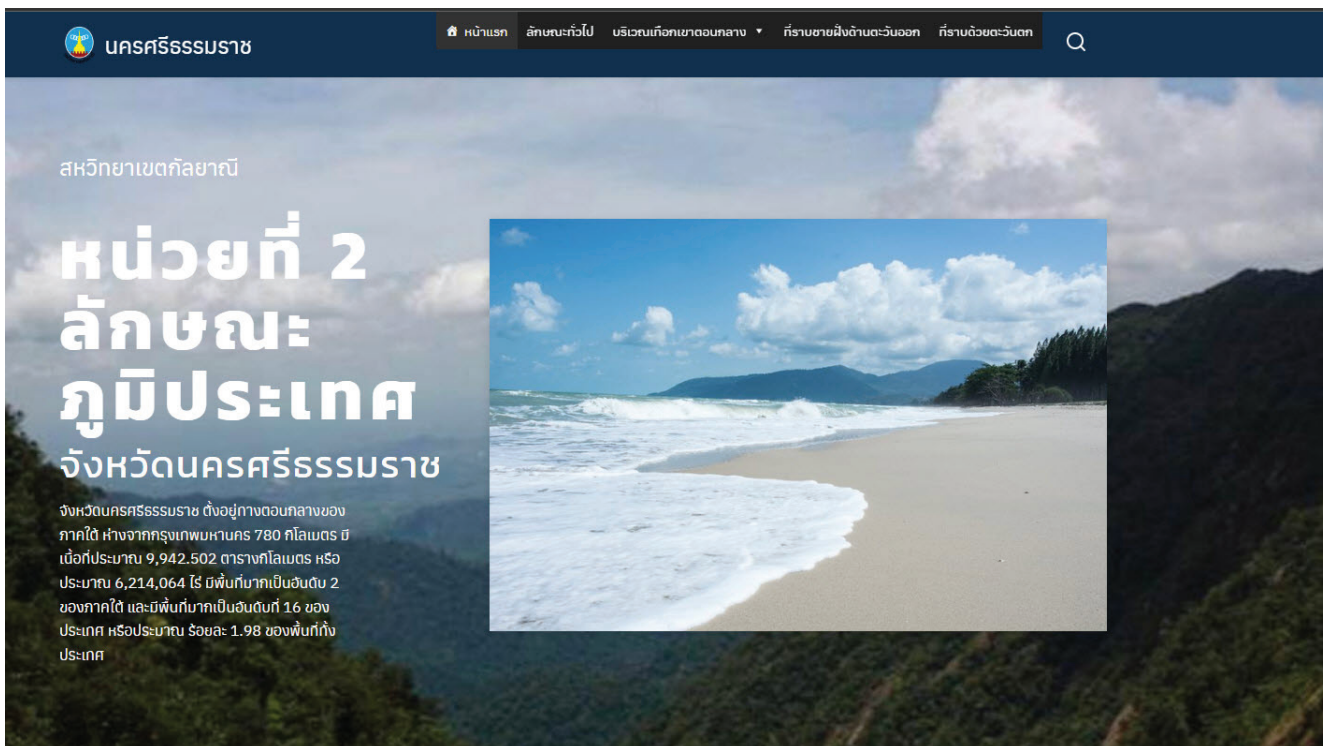 นครศรีธรรมราช
หน้าแรก ลักษณะทั่วไป บริเวณเทือกเขาตอนกลาง ที่ราบชายฝั่งด้านตะวันออก ที่ราบด้วยตะวันตก
สหวิทยาเขตกัลยาณี
หน่วยที่ 2
ลักษณะ
ภูมิประเทศ
จังหวัดนครศรีธรรมราช
จังหวัดนครศรีธรรมราช ตั้งอยู่ทางตอนกลางของ
ภาคใต้ ห่างจากกรุงเทพมหานคร 780 กิโลเมตร มี
เนื้อที่ประมาณ 9,942.502 ตารางกิโลเมตร หรือ
ประมาณ 6,214,064 ไร่ มีพื้นที่มากเป็นอันดับ 2
ของภาคใต้ และมีพื้นที่มากเป็นอันดับที่ 16 ของ
ประเทศ หรือประมาณ ร้อยละ 1.98 ของพื้นที่ทั้ง
ประเทศ